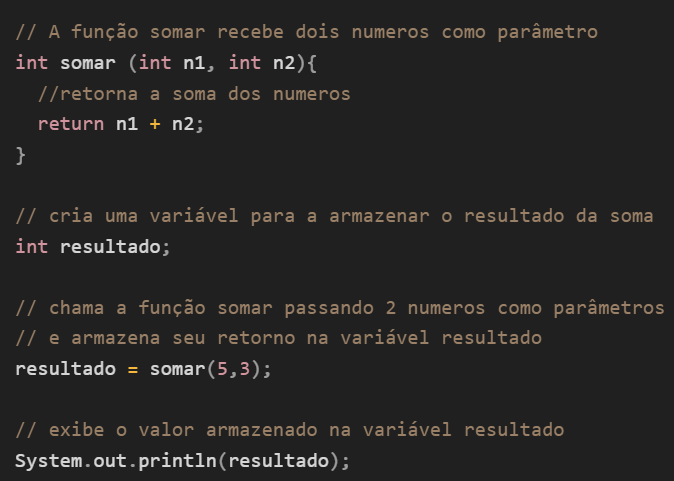 // A função somar recebe dois numeros como parâmetro
int somar (int n1, int n2){
  //retorna a soma dos numeros
  return n1 + n2;
}

// cria uma variável para a armazenar o resultado da soma
int resultado;

// chama a função somar passando 2 numeros como parâmetros
// e armazena seu retorno na variável resultado
resultado = somar(5,3);

// exibe o valor armazenado na variável resultado
System.out.println(resultado);